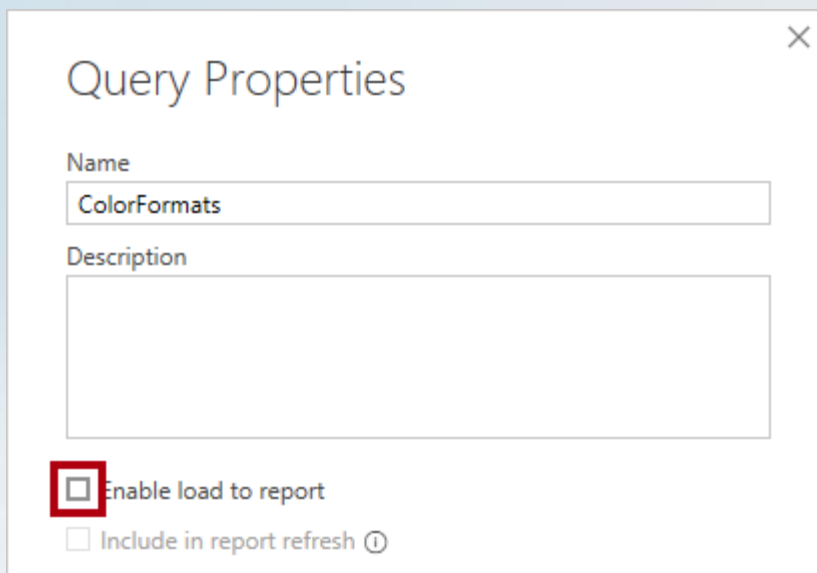 Query Properties
Name
ColorFormats
Description
Enable load to report
Include in report refresh